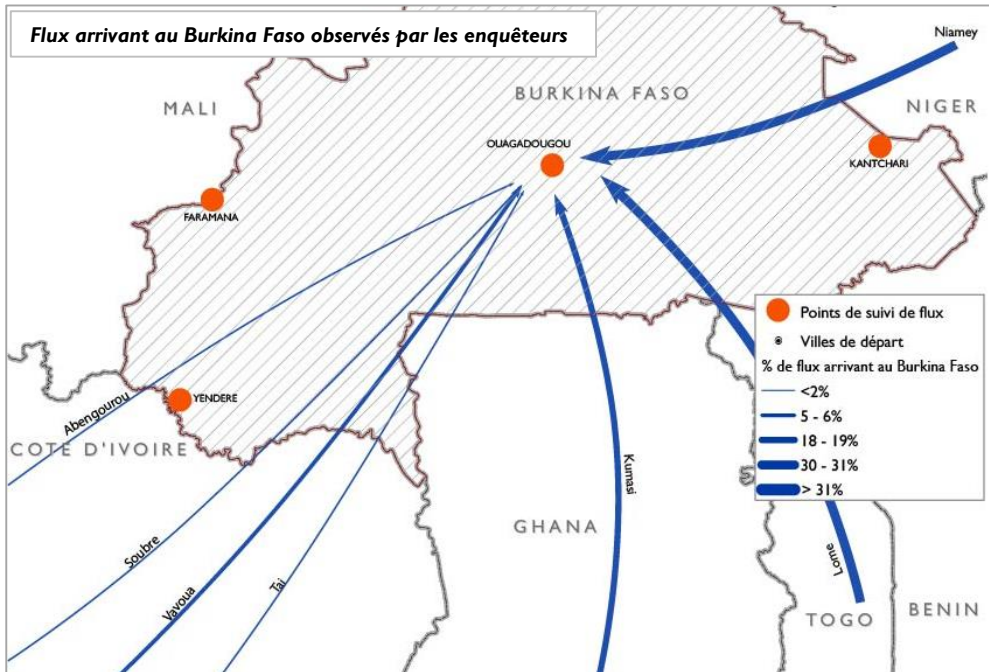 Flux arrivant au Burkina Faso observés par les enquêteurs
Niamey
MALI
BURKINA FASO
NIGER
OUAGADOUGOU
KANTCHARI
FARAMANA
Points de suivi de flux
Villes de départ
% de flux arrivant au Burkina Faso
<2%
5 - 6%
18 - 19%
30 - 31%
> 31%
YENDERE
Abengourou
COTE D'IVOIRE
Kumasi
GHANA
Soubre
Vavoua
Tai
Lome
TOGO
BENIN